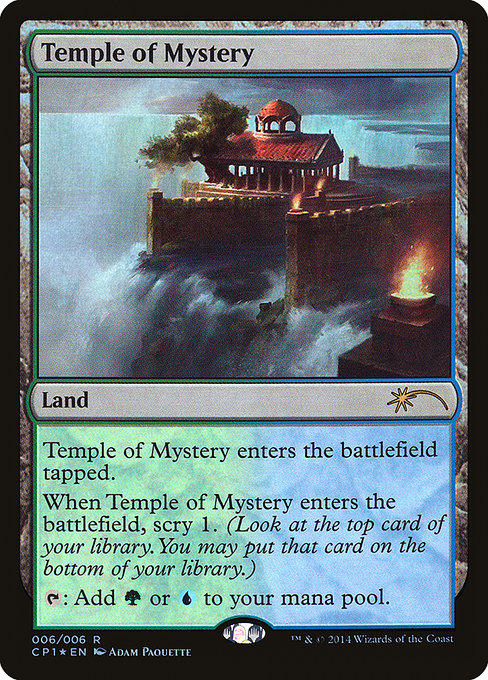 Temple of Mystery
Land
Temple of Mystery enters the battlefield
tapped.
When Temple of Mystery enters the
battlefield, scry 1. (Look at the top card of
your library. You may put that card on the
bottom of your library.)
: Add or to your mana pool.
006/006 R
CP1★EN Adam Paquette
™ & © 2014 Wizards of the Coast